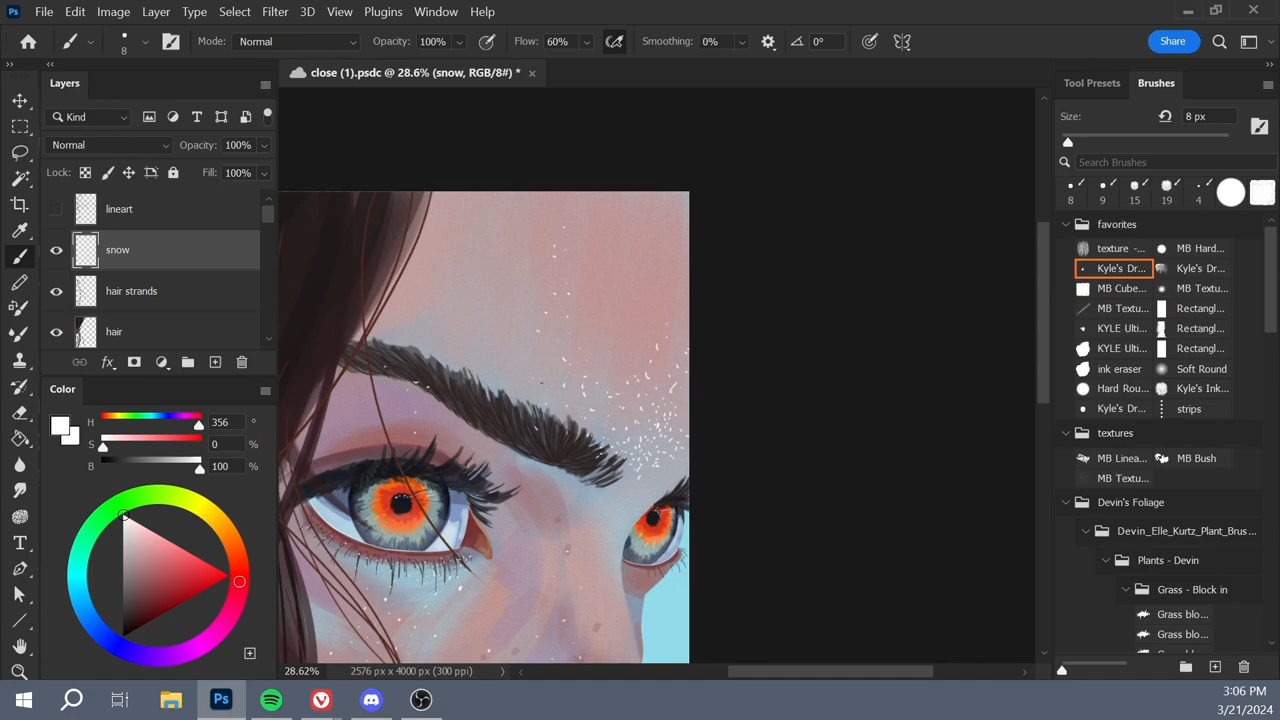 Ps File Edit Image Layer Type Select Filter 3D View Plugins Window Help
8 Mode: Normal Opacity: 100% Flow: 60% Smoothing: 0% 0° Share
Layers
close (1).psdc @ 28.6% (snow, RGB/8#) *
Tool Presets Brushes
Kind
Size: 8 px
Normal Opacity: 100%
Search Brushes
Lock: Fill: 100%
8 9 15 19 4
lineart
snow
hair strands
hair
fx
Color
H 356 °
S 0 %
B 100 %
favorites
texture -... MB Hard...
Kyle's Dr... Kyle's Dr...
MB Cube... MB Textu...
MB Textu... Rectangl...
KYLE Ulti... Rectangl...
KYLE Ulti... Rectangl...
ink eraser Soft Round
Hard Rou... Kyle's Ink...
Kyle's Dr... strips
textures
MB Linea... MB Bush
MB Textu...
Devin's Foliage
Devin_Elle_Kurtz_Plant_Brus...
Plants - Devin
Grass - Block in
Grass blo...
Grass blo...
28.62% 2576 px x 4000 px (300 ppi)
Ps
3:06 PM
3/21/2024